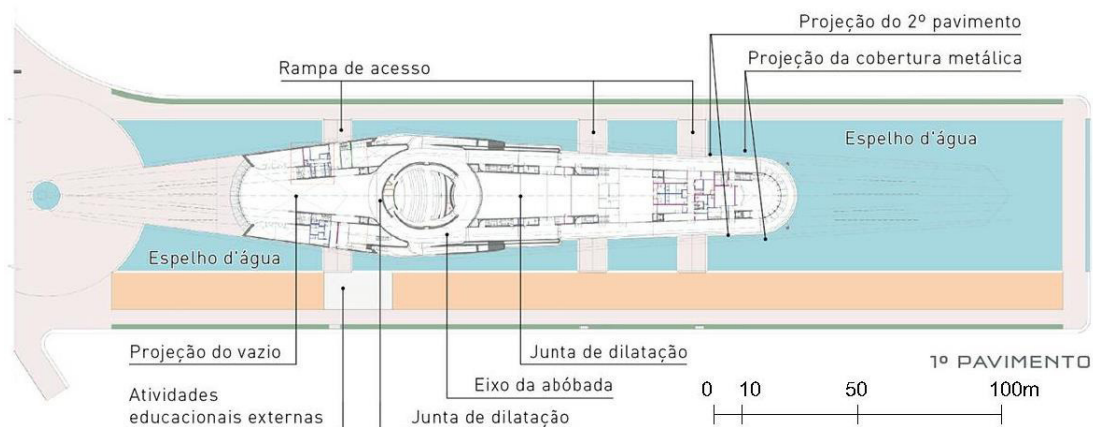 Projeção do 2º pavimento
Projeção da cobertura metálica
Rampa de acesso
Espelho d'água
Espelho d'água
Projeção do vazio
Junta de dilatação
1º PAVIMENTO
Eixo da abóbada
Atividades
educacionais externas
Junta de dilatação
0 10 50 100m